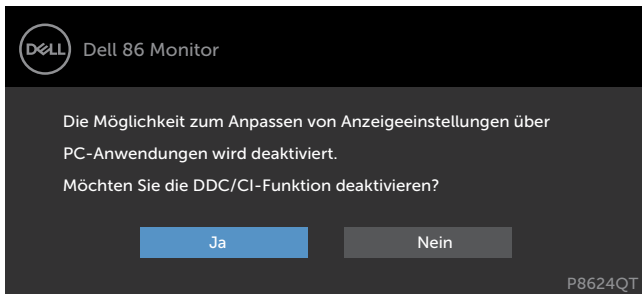 DELL Dell 86 Monitor
Die Möglichkeit zum Anpassen von Anzeigeeinstellungen über
PC-Anwendungen wird deaktiviert.
Möchten Sie die DDC/CI-Funktion deaktivieren?
Ja Nein
P8624QT